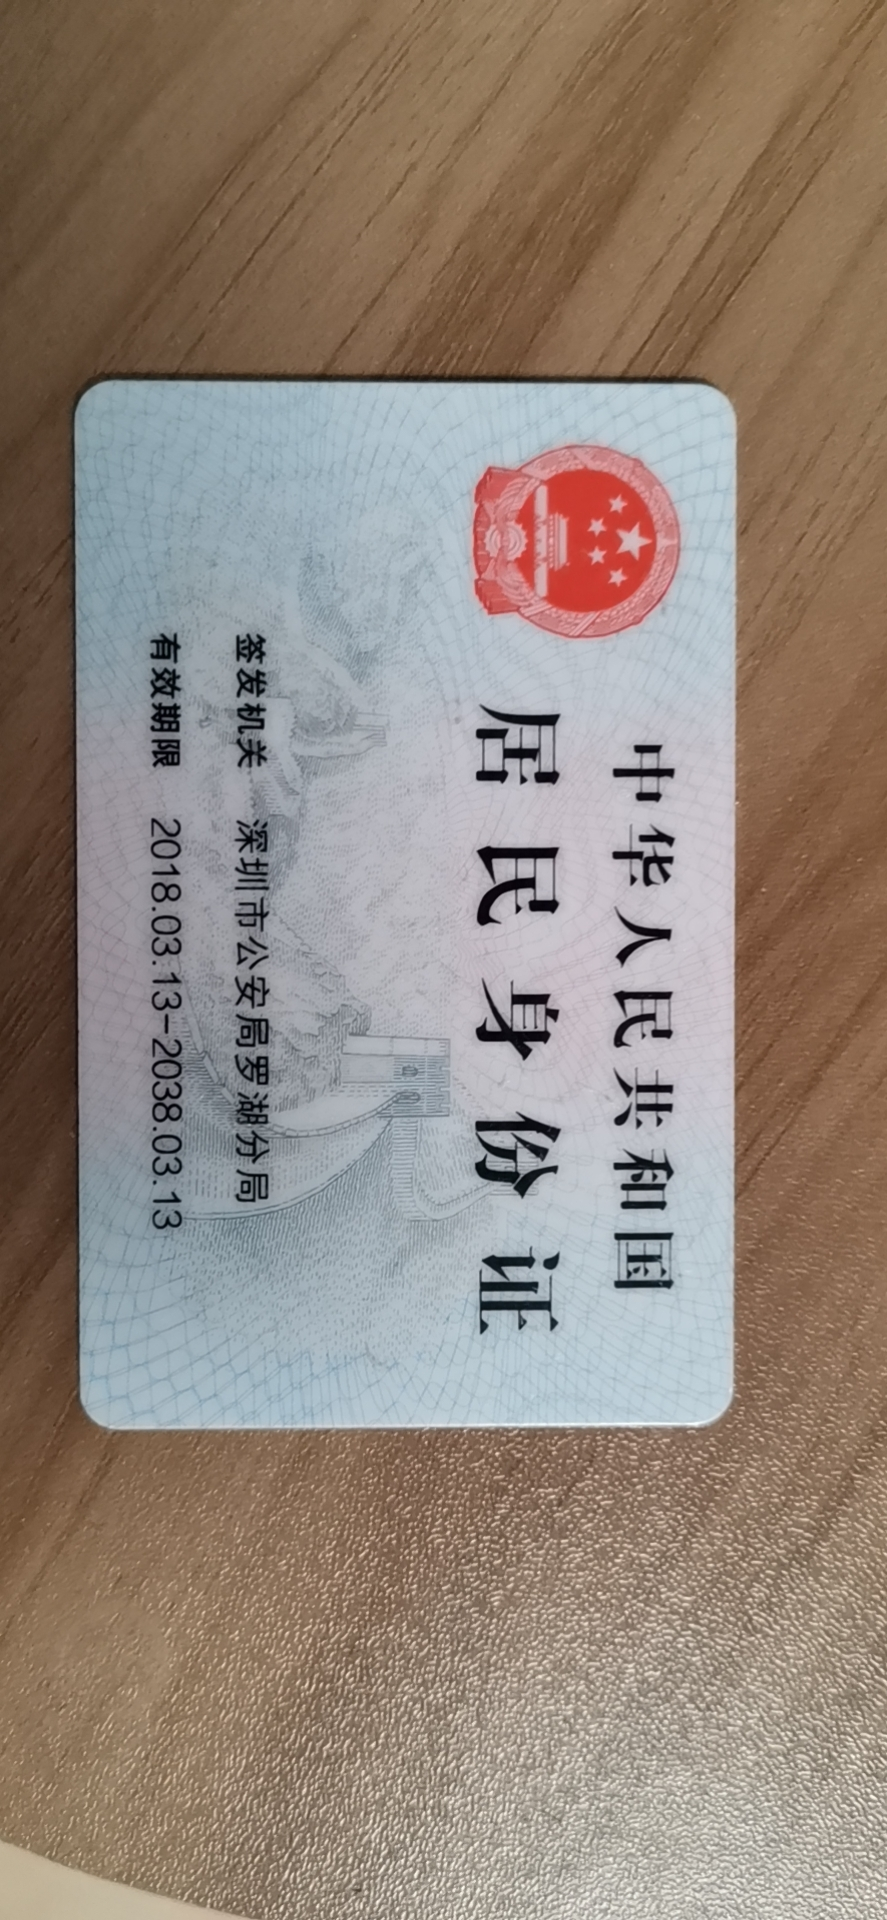 中华人民共和国
居民身份证
签发机关 深圳市公安局罗湖分局
有效期限 2018.03.13-2038.03.13